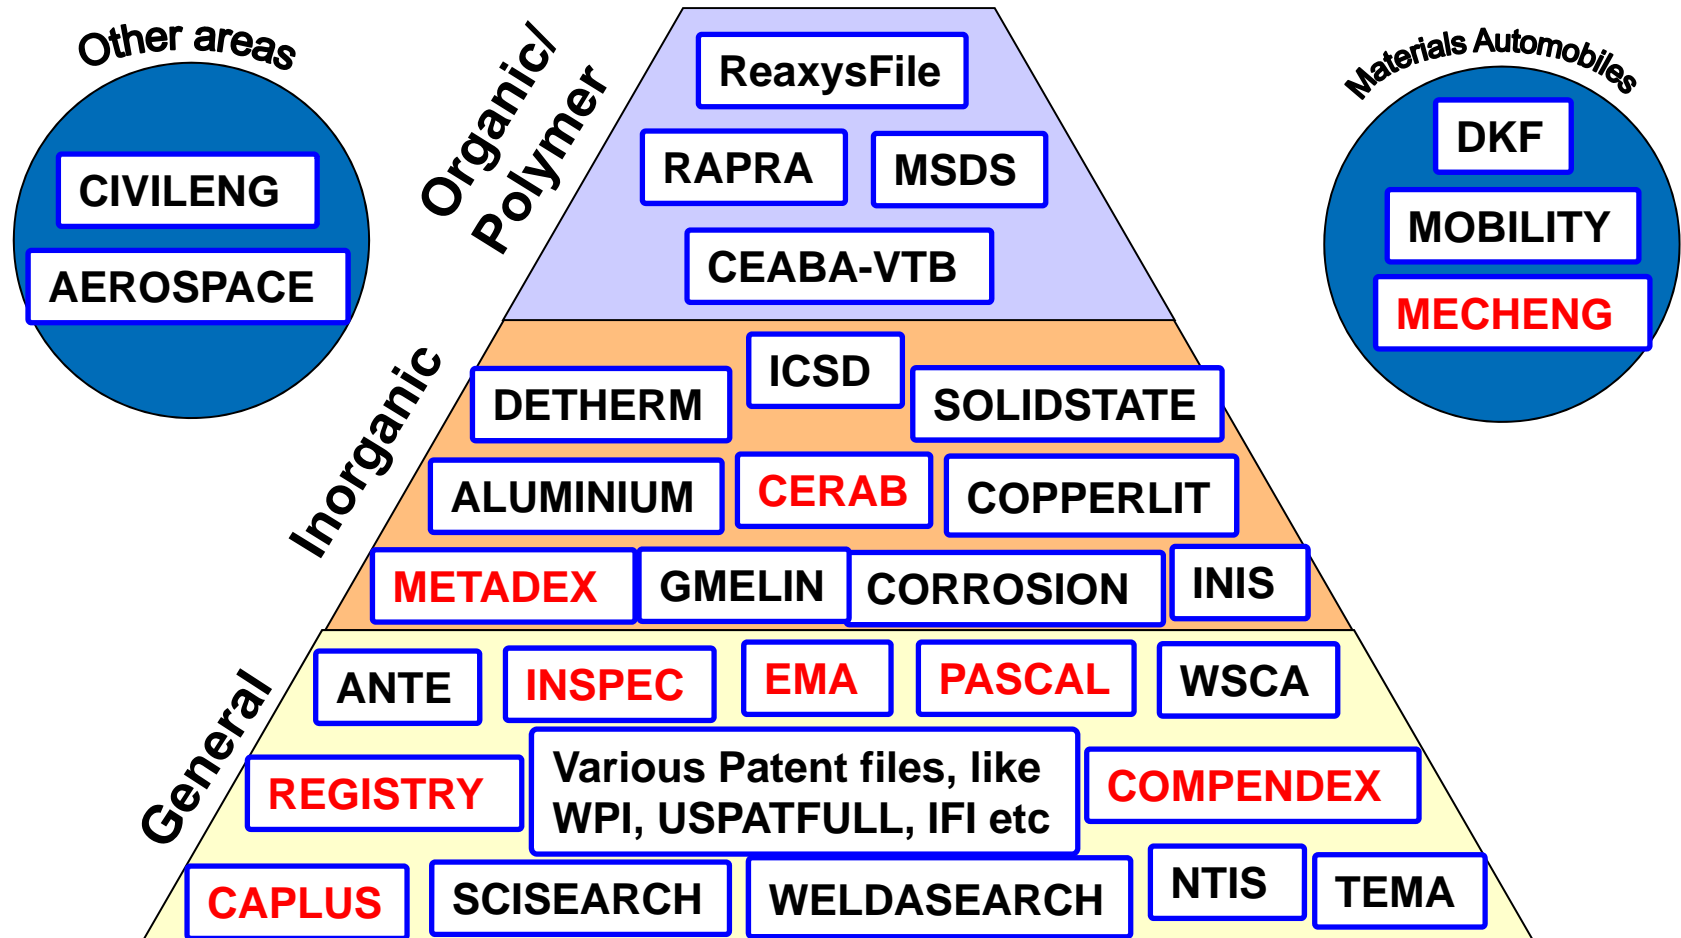 Other areas
CIVILENG
AEROSPACE
Organic/
Polymer
ReaxysFile
RAPRA
MSDS
CEABA-VTB
Materials Automobiles
DKF
MOBILITY
MECHENG
Inorganic
ICSD
DETHERM
SOLIDSTATE
ALUMINIUM
CERAB
COPPERLIT
METADEX
GMELIN
CORROSION
INIS
General
ANTE
INSPEC
EMA
PASCAL
WSCA
REGISTRY
Various Patent files, like
WPI, USPATFULL, IFI etc
COMPENDEX
CAPLUS
SCISEARCH
WELDASEARCH
NTIS
TEMA